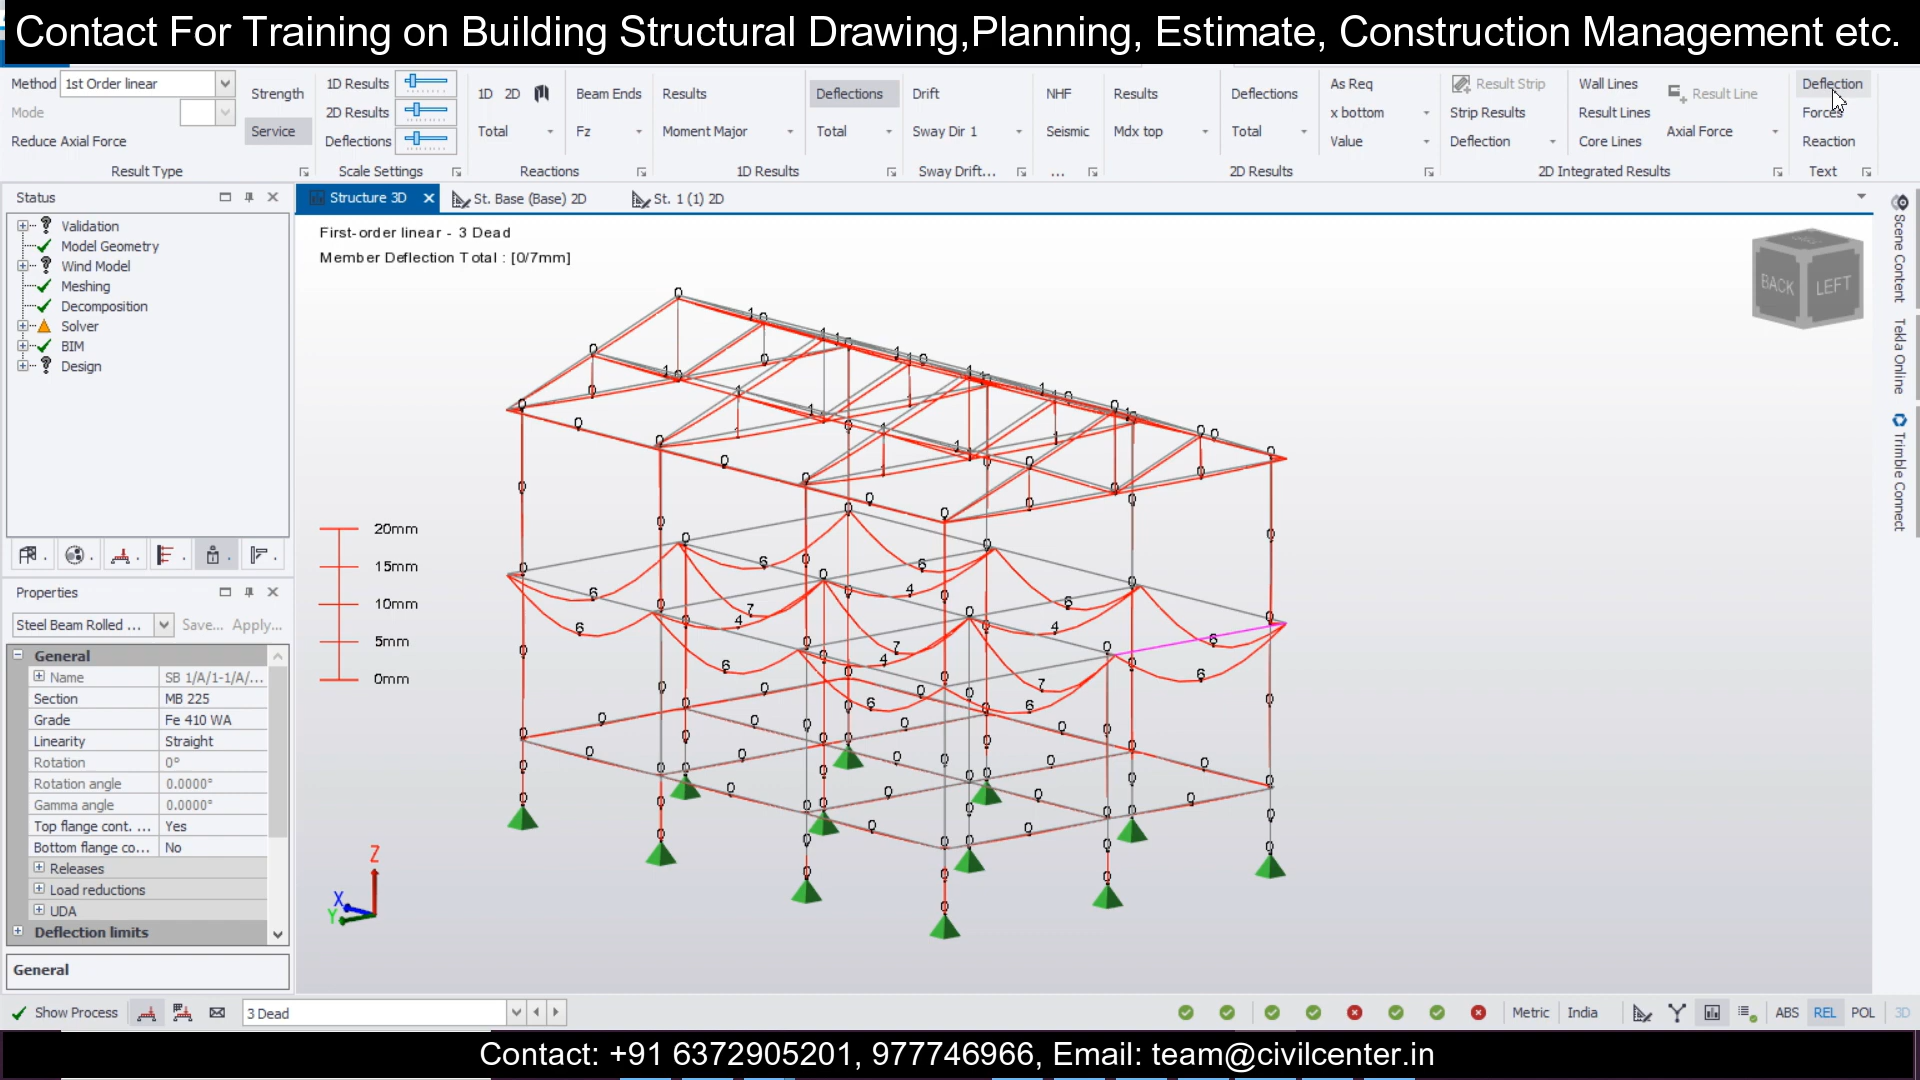 Contact For Training on Building Structural Drawing,Planning, Estimate, Construction Management etc.
Method 1st Order linear
Mode
Reduce Axial Force
Result Type
Strength
Service
1D Results
2D Results
Deflections
Scale Settings
1D 2D
Total
Reactions
Beam Ends
Fz
Results
Moment Major
1D Results
Deflections
Total
Drift
Sway Dir 1
Sway Drift...
NHF
Seismic
...
Results
Mdx top
Deflections
Total
2D Results
As Req
x bottom
Value
Result Strip
Strip Results
Deflection
Wall Lines
Result Lines
Core Lines
Result Line
Axial Force
2D Integrated Results
Deflection
Forces
Reaction
Text
Status
Validation
Model Geometry
Wind Model
Meshing
Decomposition
Solver
BIM
Design
Structure 3D
St. Base (Base) 2D
St. 1 (1) 2D
First-order linear - 3 Dead
Member Deflection Total : [0/7mm]
BACK LEFT
Scene Content
Tekla Online
Trimble Connect
20mm
15mm
10mm
5mm
0mm
Z
X
Y
Properties
Steel Beam Rolled ... Save... Apply...
General
Name SB 1/A/1-1/A/...
Section MB 225
Grade Fe 410 WA
Linearity Straight
Rotation 0°
Rotation angle 0.0000°
Gamma angle 0.0000°
Top flange cont. ... Yes
Bottom flange co... No
Releases
Load reductions
UDA
Deflection limits
General
Show Process 3 Dead Metric India ABS REL POL 3D
Contact: +91 6372905201, 977746966, Email: team@civilcenter.in